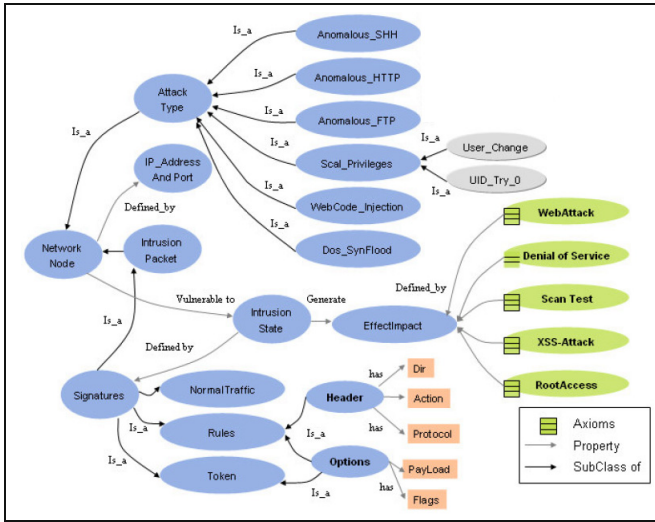 Is_a
Anomalous_SHH
Is_a
Anomalous_HTTP
Attack
Type
Is_a
Anomalous_FTP
Is_a
Is_a
Scal_Privileges
Is_a
User_Change
Is_a
UID_Try_0
IP_Address
And Port
Is_a
WebCode_Injection
Defined_by
Is_a
Dos_SynFlood
Network
Node
Intrusion
Packet
WebAttack
Denial of Service
Defined_by
Vulnerable to
Intrusion
State
Generate
EffectImpact
Scan Test
Is_a
Defined by
XSS-Attack
RootAccess
Signatures
NormalTraffic
Is_a
Rules
Is_a
Token
Header
has
Dir
Action
has
Protocol
Is_a
Options
Is_a
has
PayLoad
Flags
Axioms
Property
SubClass of